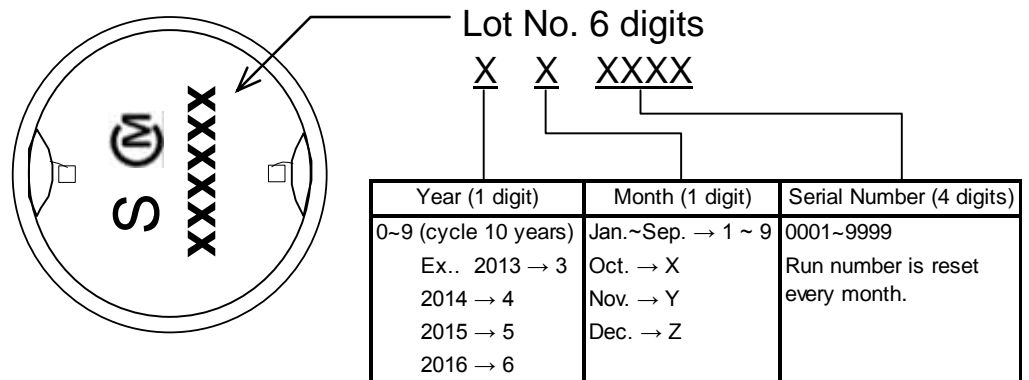 Lot No. 6 digits
X X XXXX
S M
XXXXXX
Year (1 digit) Month (1 digit) Serial Number (4 digits)
0~9 (cycle 10 years) Jan.~Sep. → 1 ~ 9 0001~9999
Ex.. 2013 → 3 Oct. → X Run number is reset
2014 → 4 Nov. → Y every month.
2015 → 5 Dec. → Z
2016 → 6